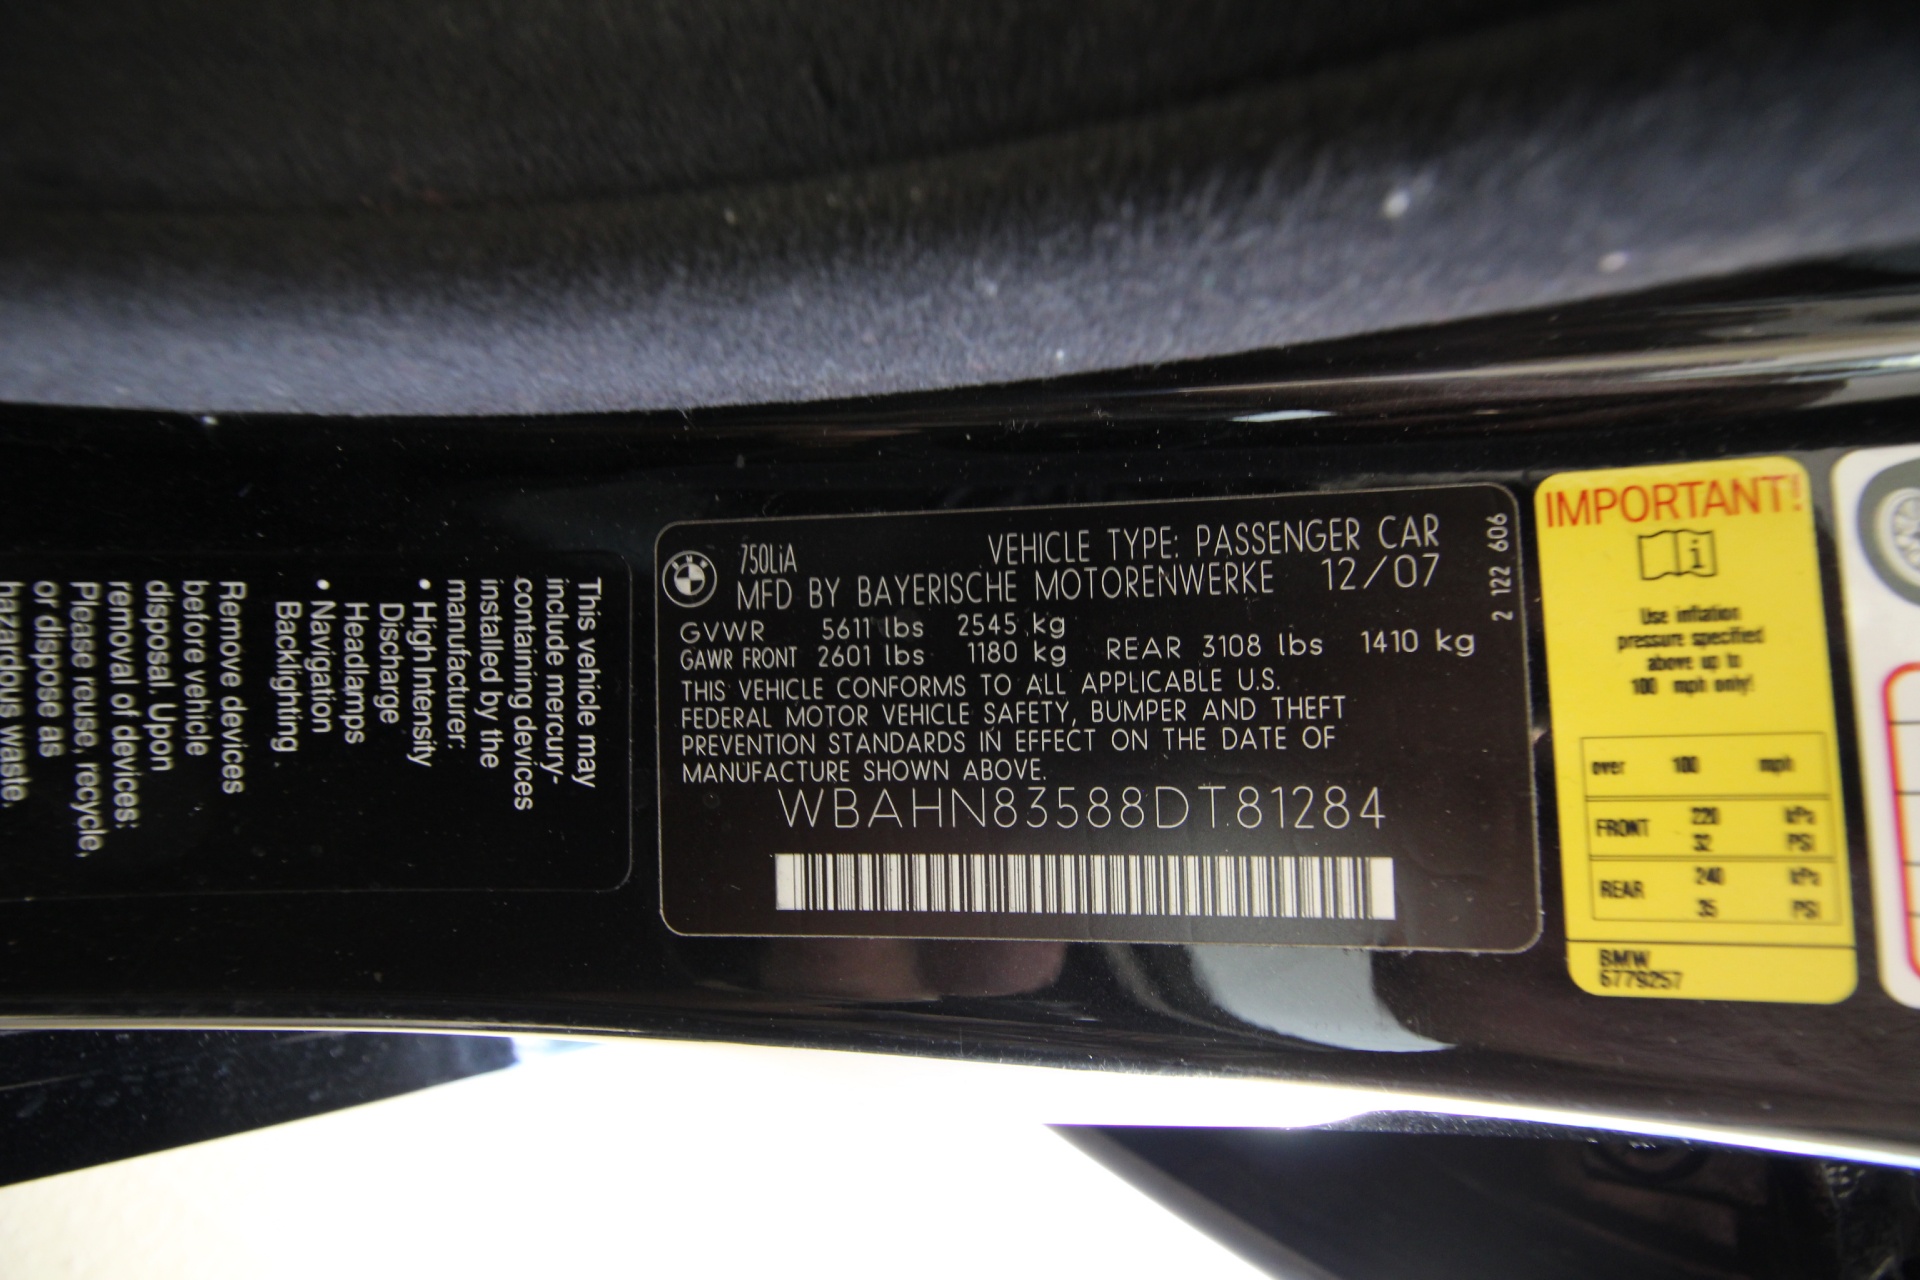 This vehicle may
include mercury-
containing devices
installed by the
manufacturer:
• High Intensity
Discharge
Headlamps
• Navigation
Backlighting.
Remove devices
before vehicle
disposal. Upon
removal of devices:
Please reuse, recycle,
or dispose as
hazardous waste.
750LiA
VEHICLE TYPE: PASSENGER CAR
MFD BY BAYERISCHE MOTORENWERKE 12/07
GVWR 5611 lbs 2545 kg
GAWR FRONT 2601 lbs 1180 kg REAR 3108 lbs 1410 kg
THIS VEHICLE CONFORMS TO ALL APPLICABLE U.S.
FEDERAL MOTOR VEHICLE SAFETY, BUMPER AND THEFT
PREVENTION STANDARDS IN EFFECT ON THE DATE OF
MANUFACTURE SHOWN ABOVE.
WBAHN83588DT81284
2 122 606
IMPORTANT!
Use inflation
pressure specified
above up to
100 mph only!
over 100 mph
FRONT 220 kPa
32 PSI
REAR 240 kPa
35 PSI
BMW
6779257